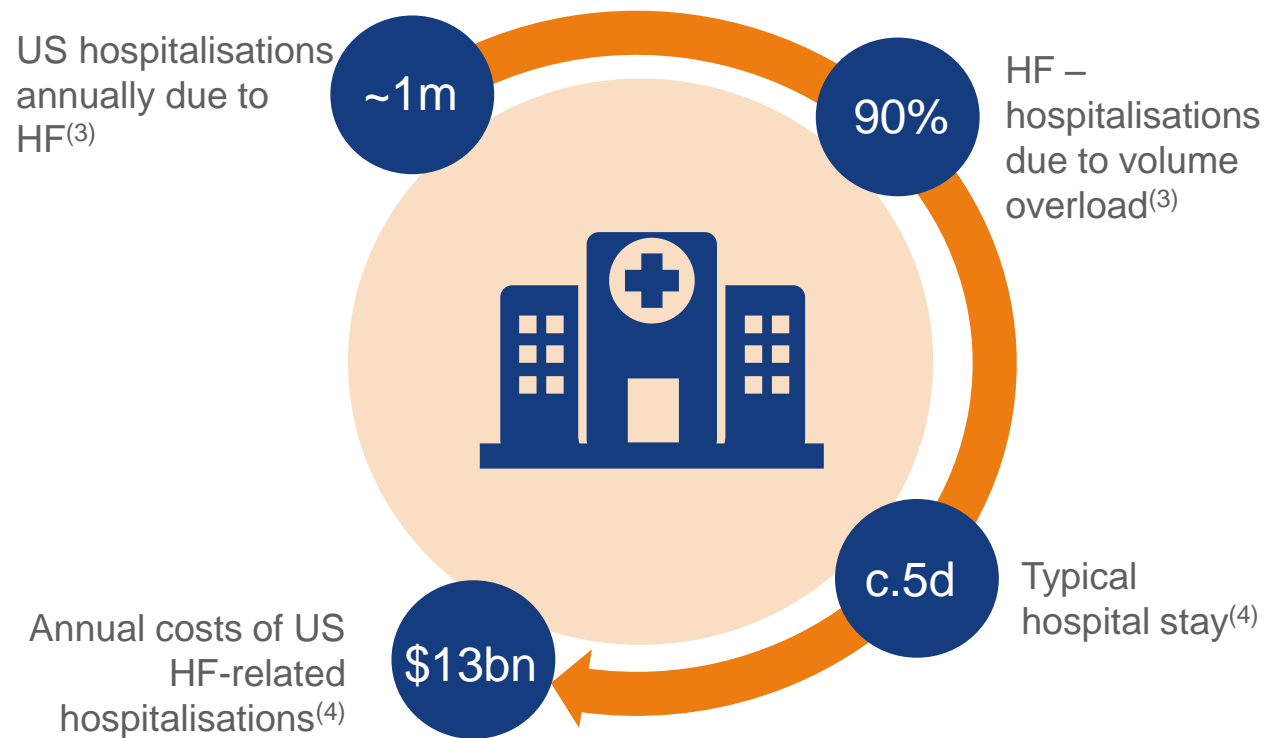 US hospitalisations
annually due to
HF(3)
~1m
90%
HF –
hospitalisations
due to volume
overload(3)
c.5d
Typical
hospital stay(4)
Annual costs of US
HF-related
hospitalisations(4)
$13bn